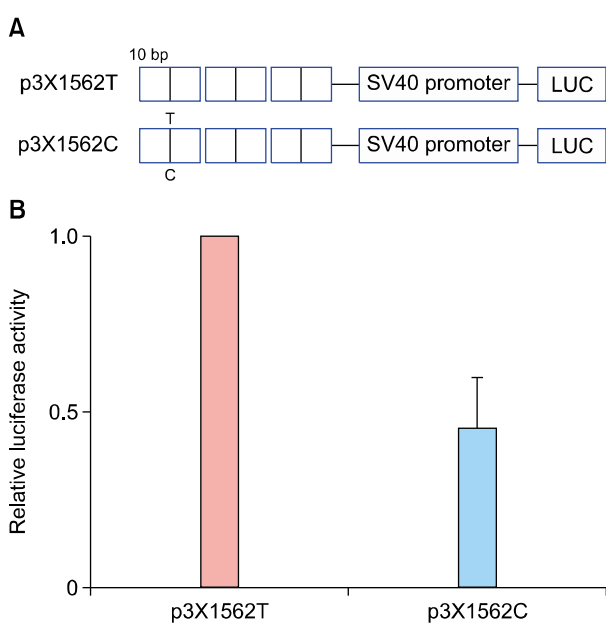 A
10 bp
p3X1562T SV40 promoter LUC
T
p3X1562C SV40 promoter LUC
C
B
1.0
0.5
0
Relative luciferase activity
p3X1562T p3X1562C